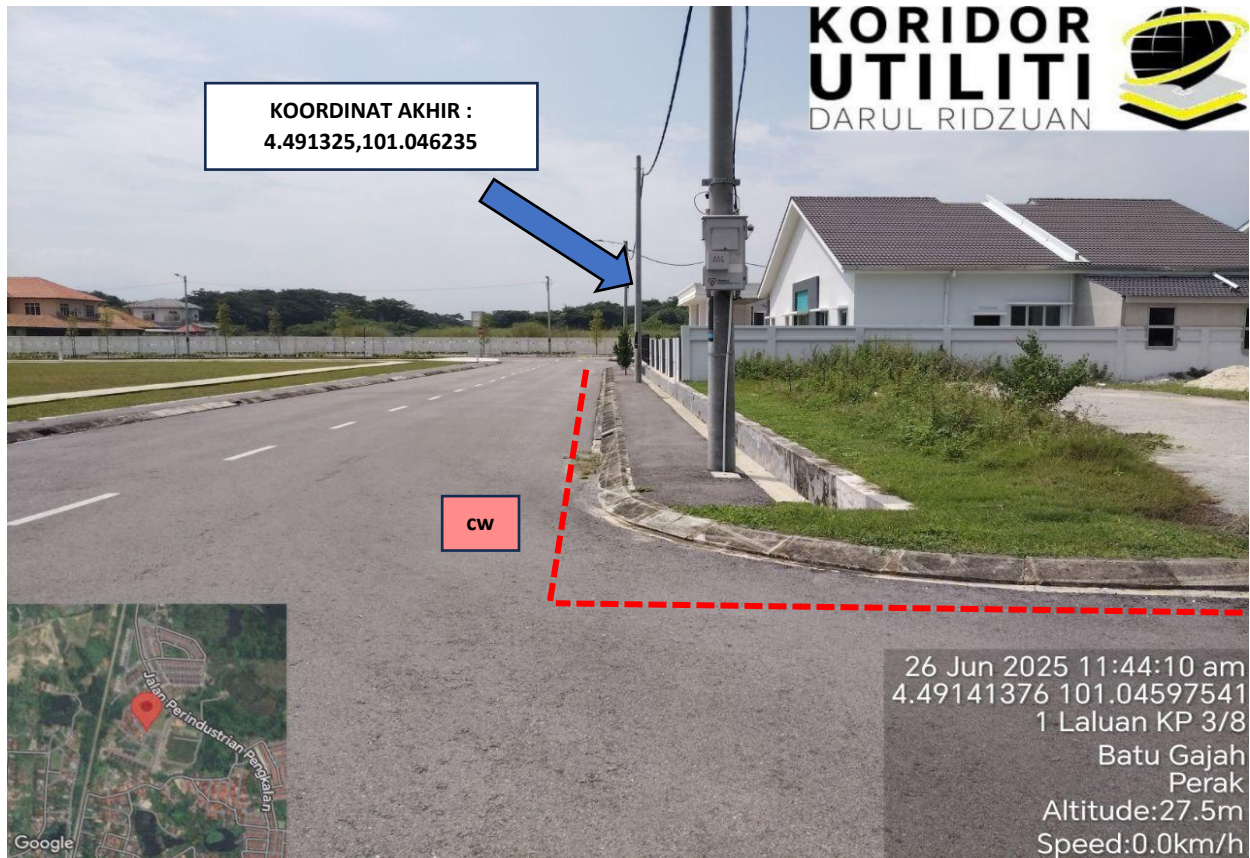 KORIDOR
UTILITI
DARUL RIDZUAN
KOORDINAT AKHIR :
4.491325,101.046235
cw
Jalan Perindustrian Pengkalan
Google
26 Jun 2025 11:44:10 am
4.49141376 101.04597541
1 Laluan KP 3/8
Batu Gajah
Perak
Altitude:27.5m
Speed:0.0km/h